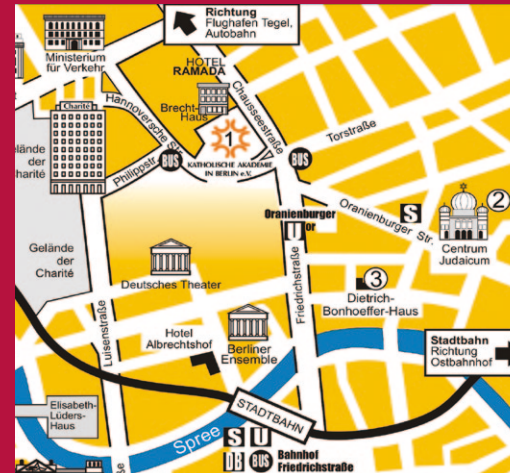 Richtung
Flughafen Tegel,
Autobahn
Ministerium
für Verkehr
HOTEL
RAMADA
Brecht-
Haus
Chausseestraße
Hannoversche Str.
Charité
1
Torstraße
BUS
BUS
KATHOLISCHE AKADEMIE
IN BERLIN e.V.
Gelände
der
Charité
Philippstr.
Oranienburger
Tor
U
Oranienburger Str.
S
2
Centrum
Judaicum
Gelände
der
Charité
Deutsches Theater
Friedrichstraße
3
Dietrich-
Bonhoeffer-Haus
Luisenstraße
Hotel
Albrechtshof
Berliner
Ensemble
Stadtbahn
Richtung
Ostbahnhof
Elisabeth-
Lüders-
Haus
STADTBAHN
Spree
S U
DB BUS
Bahnhof
Friedrichstraße